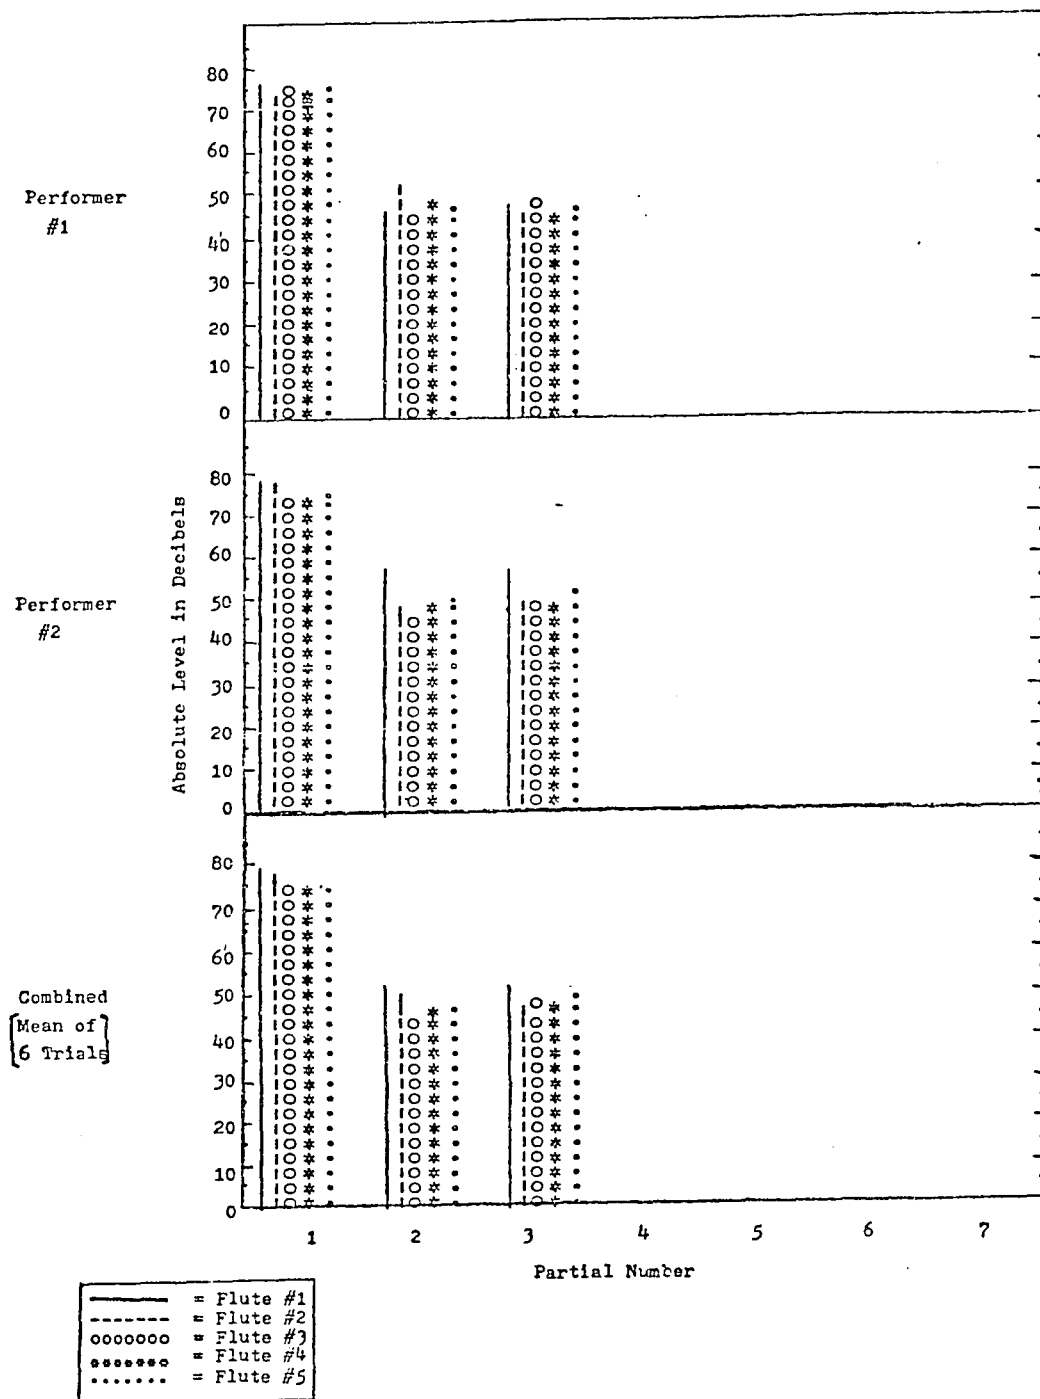 Performer
#1
80
70
60
50
40
30
20
10
0
Performer
#2
Absolute Level in Decibels
80
70
60
50
40
30
20
10
0
Combined
[Mean of
6 Trials]
80
70
60
50
40
30
20
10
0
1 2 3 4 5 6 7
Partial Number
= Flute #1
= Flute #2
= Flute #3
= Flute #4
= Flute #5